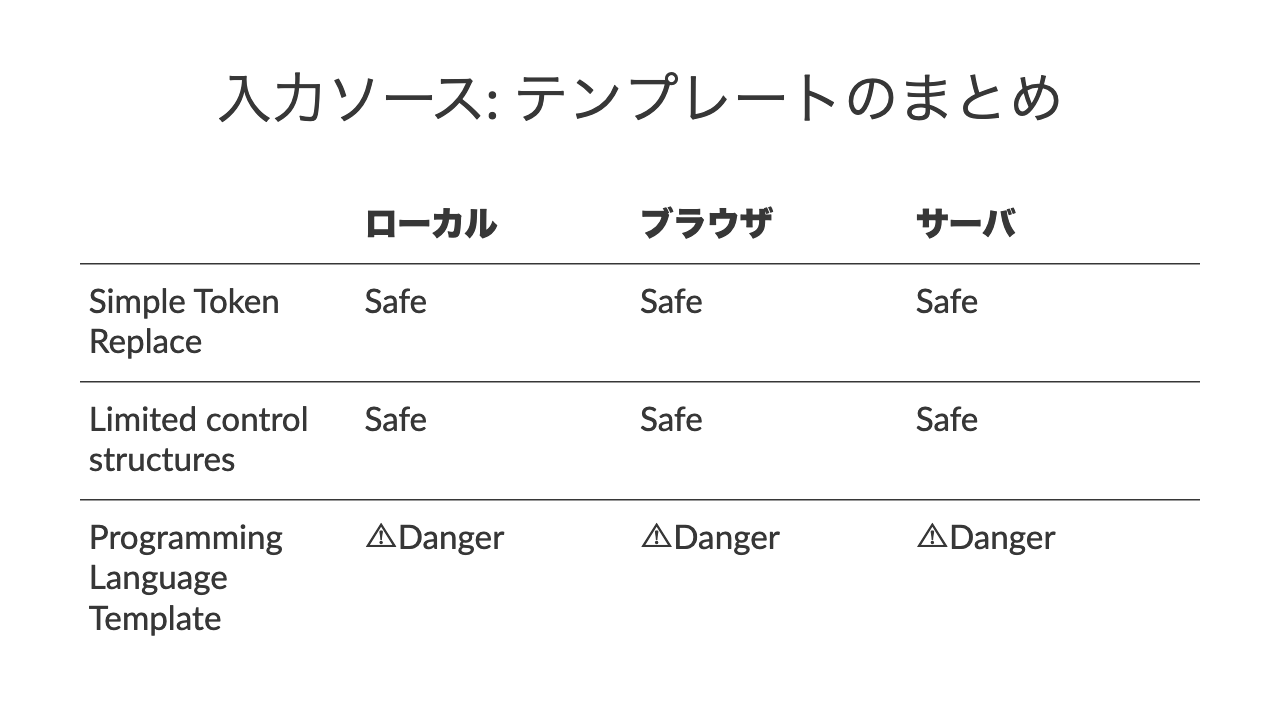 入力ソース: テンプレートのまとめ
ローカル ブラウザ サーバ
Simple Token Safe Safe Safe
Replace
Limited control Safe Safe Safe
structures
Programming ⚠Danger ⚠Danger ⚠Danger
Language
Template